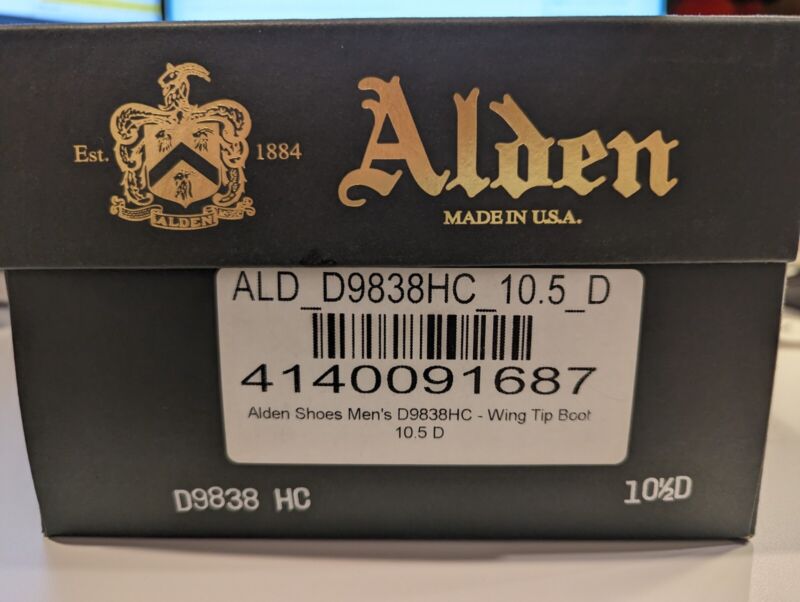 Est.
1884
ALDEN
Alden
MADE IN U.S.A.
ALD_D9838HC_10.5_D
4140091687
Alden Shoes Men's D9838HC - Wing Tip Boot
10.5 D
D9838 HC
10½D